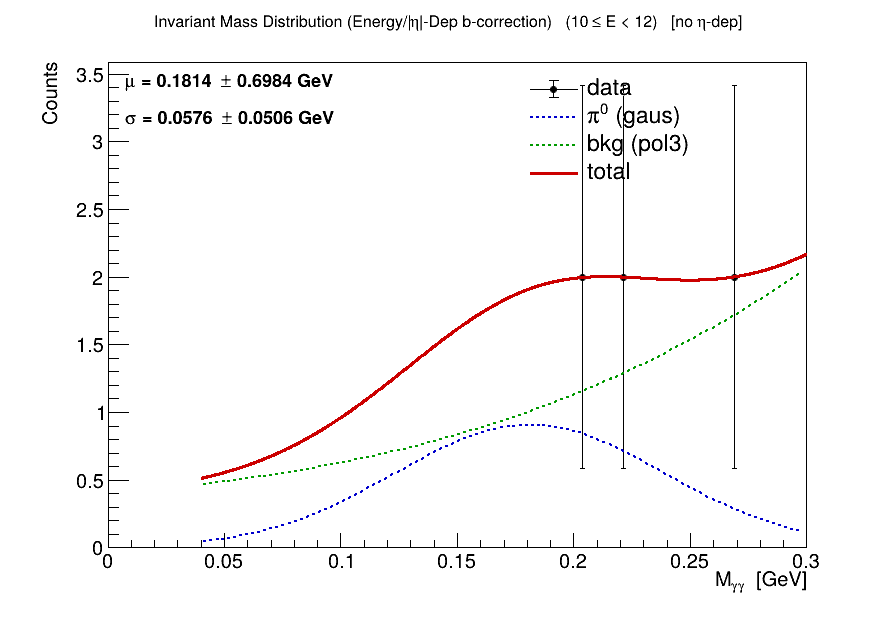 Invariant Mass Distribution (Energy/|η|-Dep b-correction) (10 ≤ E < 12) [no η-dep]
Counts
μ = 0.1814 ± 0.6984 GeV
σ = 0.0576 ± 0.0506 GeV
data
π⁰ (gaus)
bkg (pol3)
total
3.5
3
2.5
2
1.5
1
0.5
0
0 0.05 0.1 0.15 0.2 0.25 0.3
Mγγ [GeV]